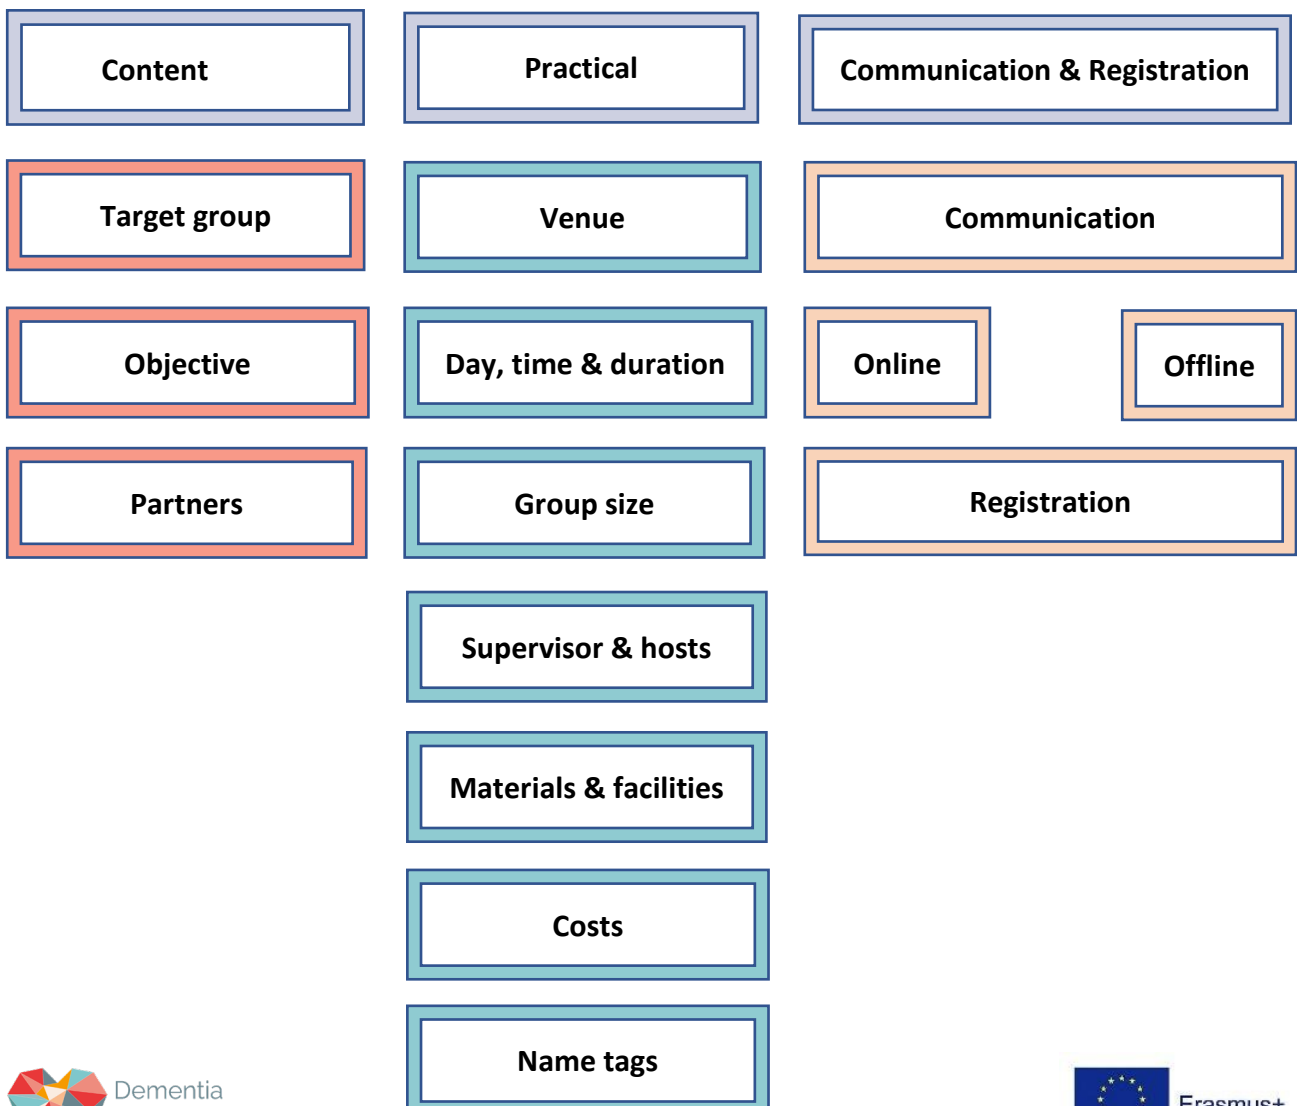 Content
Practical
Communication & Registration
Target group
Venue
Communication
Objective
Day, time & duration
Online
Offline
Partners
Group size
Registration
Supervisor & hosts
Materials & facilities
Costs
Name tags
Dementia
Erasmus+